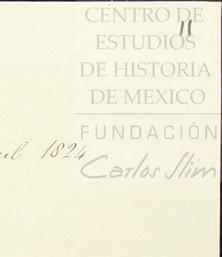 CENTRO DE
11
ESTUDIOS
DE HISTORIA
DE MEXICO
FUNDACIÓN
1824
Carlos Slim